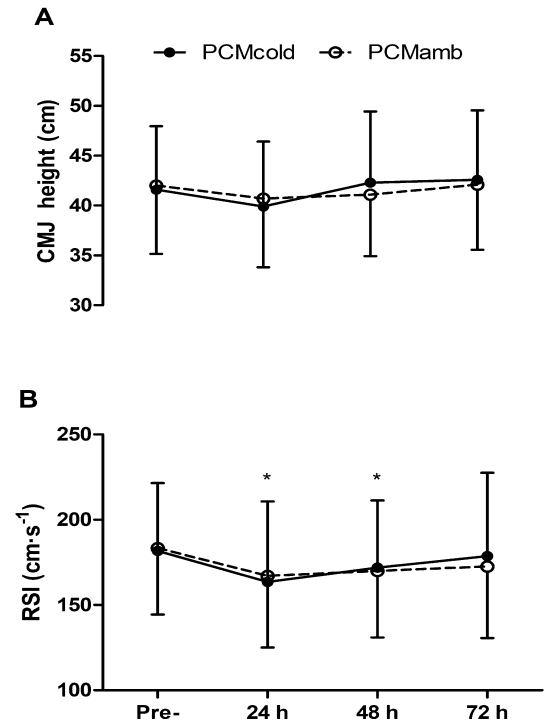 A
PCMcold PCMamb
55
50
45
40
35
30
CMJ height (cm)
B
250
200
150
100
RSI (cm·s⁻¹)
* *
Pre- 24 h 48 h 72 h